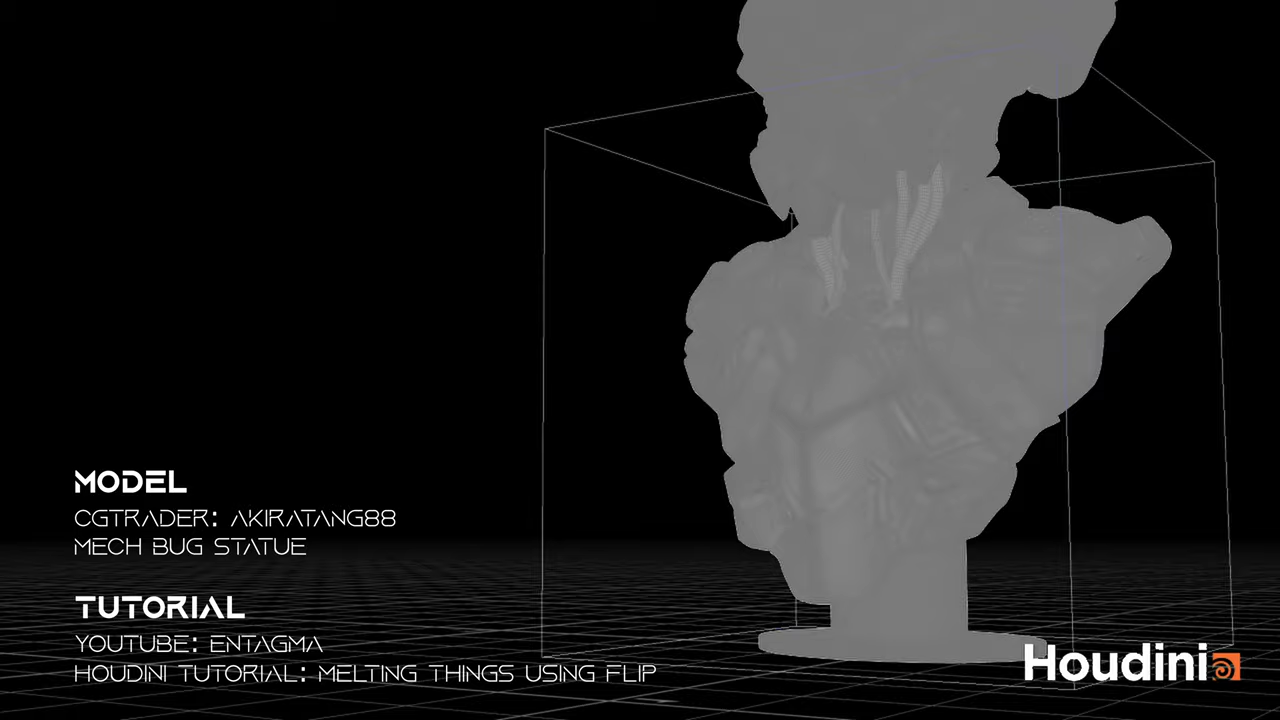 MODEL
CGTRADER: AKIRATANG88
MECH BUG STATUE
TUTORIAL
YOUTUBE: ENTAGMA
HOUDINI TUTORIAL: MELTING THINGS USING FLIP
Houdini